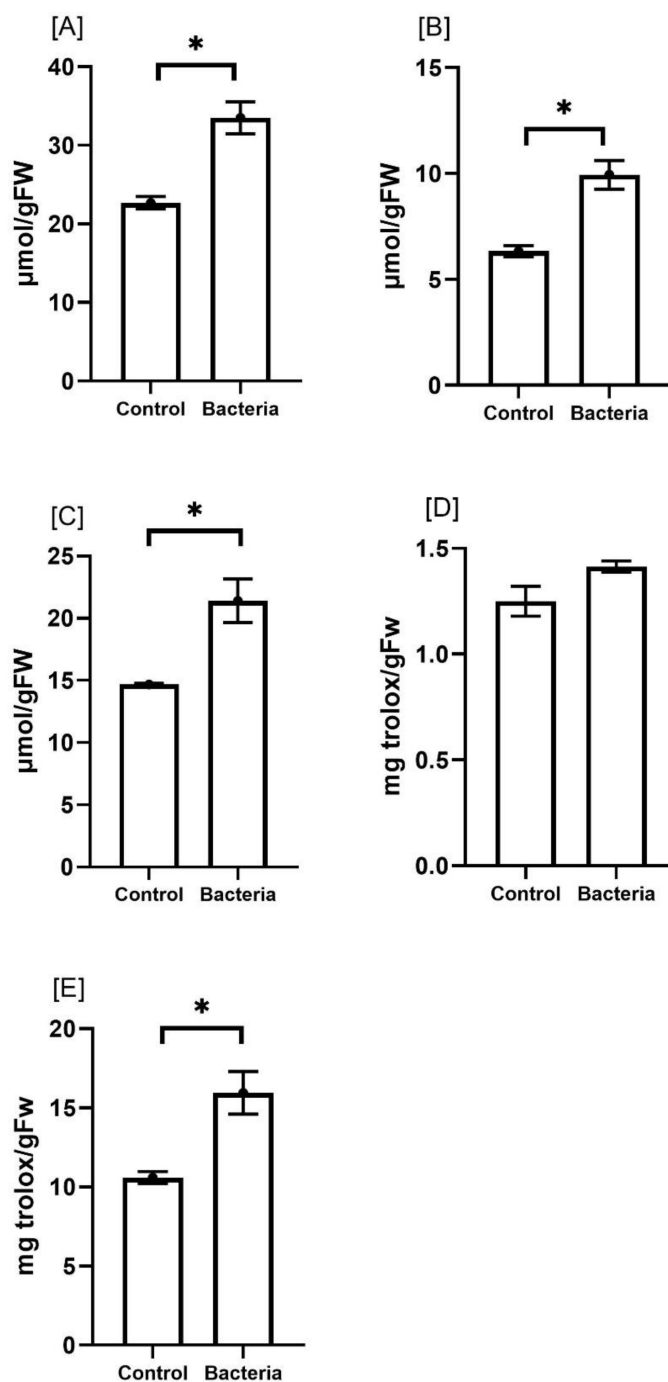 [A]
*
40
30
20
10
0
µmol/gFW
Control Bacteria
[B]
*
15
10
5
0
µmol/gFW
Control Bacteria
[C]
*
25
20
15
10
5
0
µmol/gFW
Control Bacteria
[D]
1.5
1.0
0.5
0.0
mg trolox/gFw
Control Bacteria
[E]
*
20
15
10
5
0
mg trolox/gFw
Control Bacteria